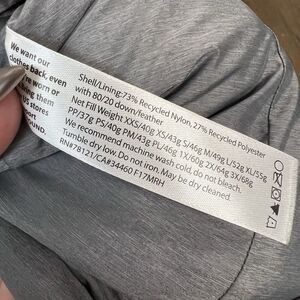 We want our
clothes back, even
worn or
them
stores
port
OUND.
Shell/Lining:73% Recycled Nylon, 27% Recycled Polyester
with 80/20 down/feather.
Net Fill Weight XXS/40g XS/43g S/46g M/49g L/52g XL/55g
PP/37g PS/40g PM/43g PL/46g 1X/60g 2X/64g 3X/68g
We recommend machine wash cold, do not bleach.
Tumble dry low. Do not iron. May be dry cleaned.
RN#78121/CA#34460 F17MRH